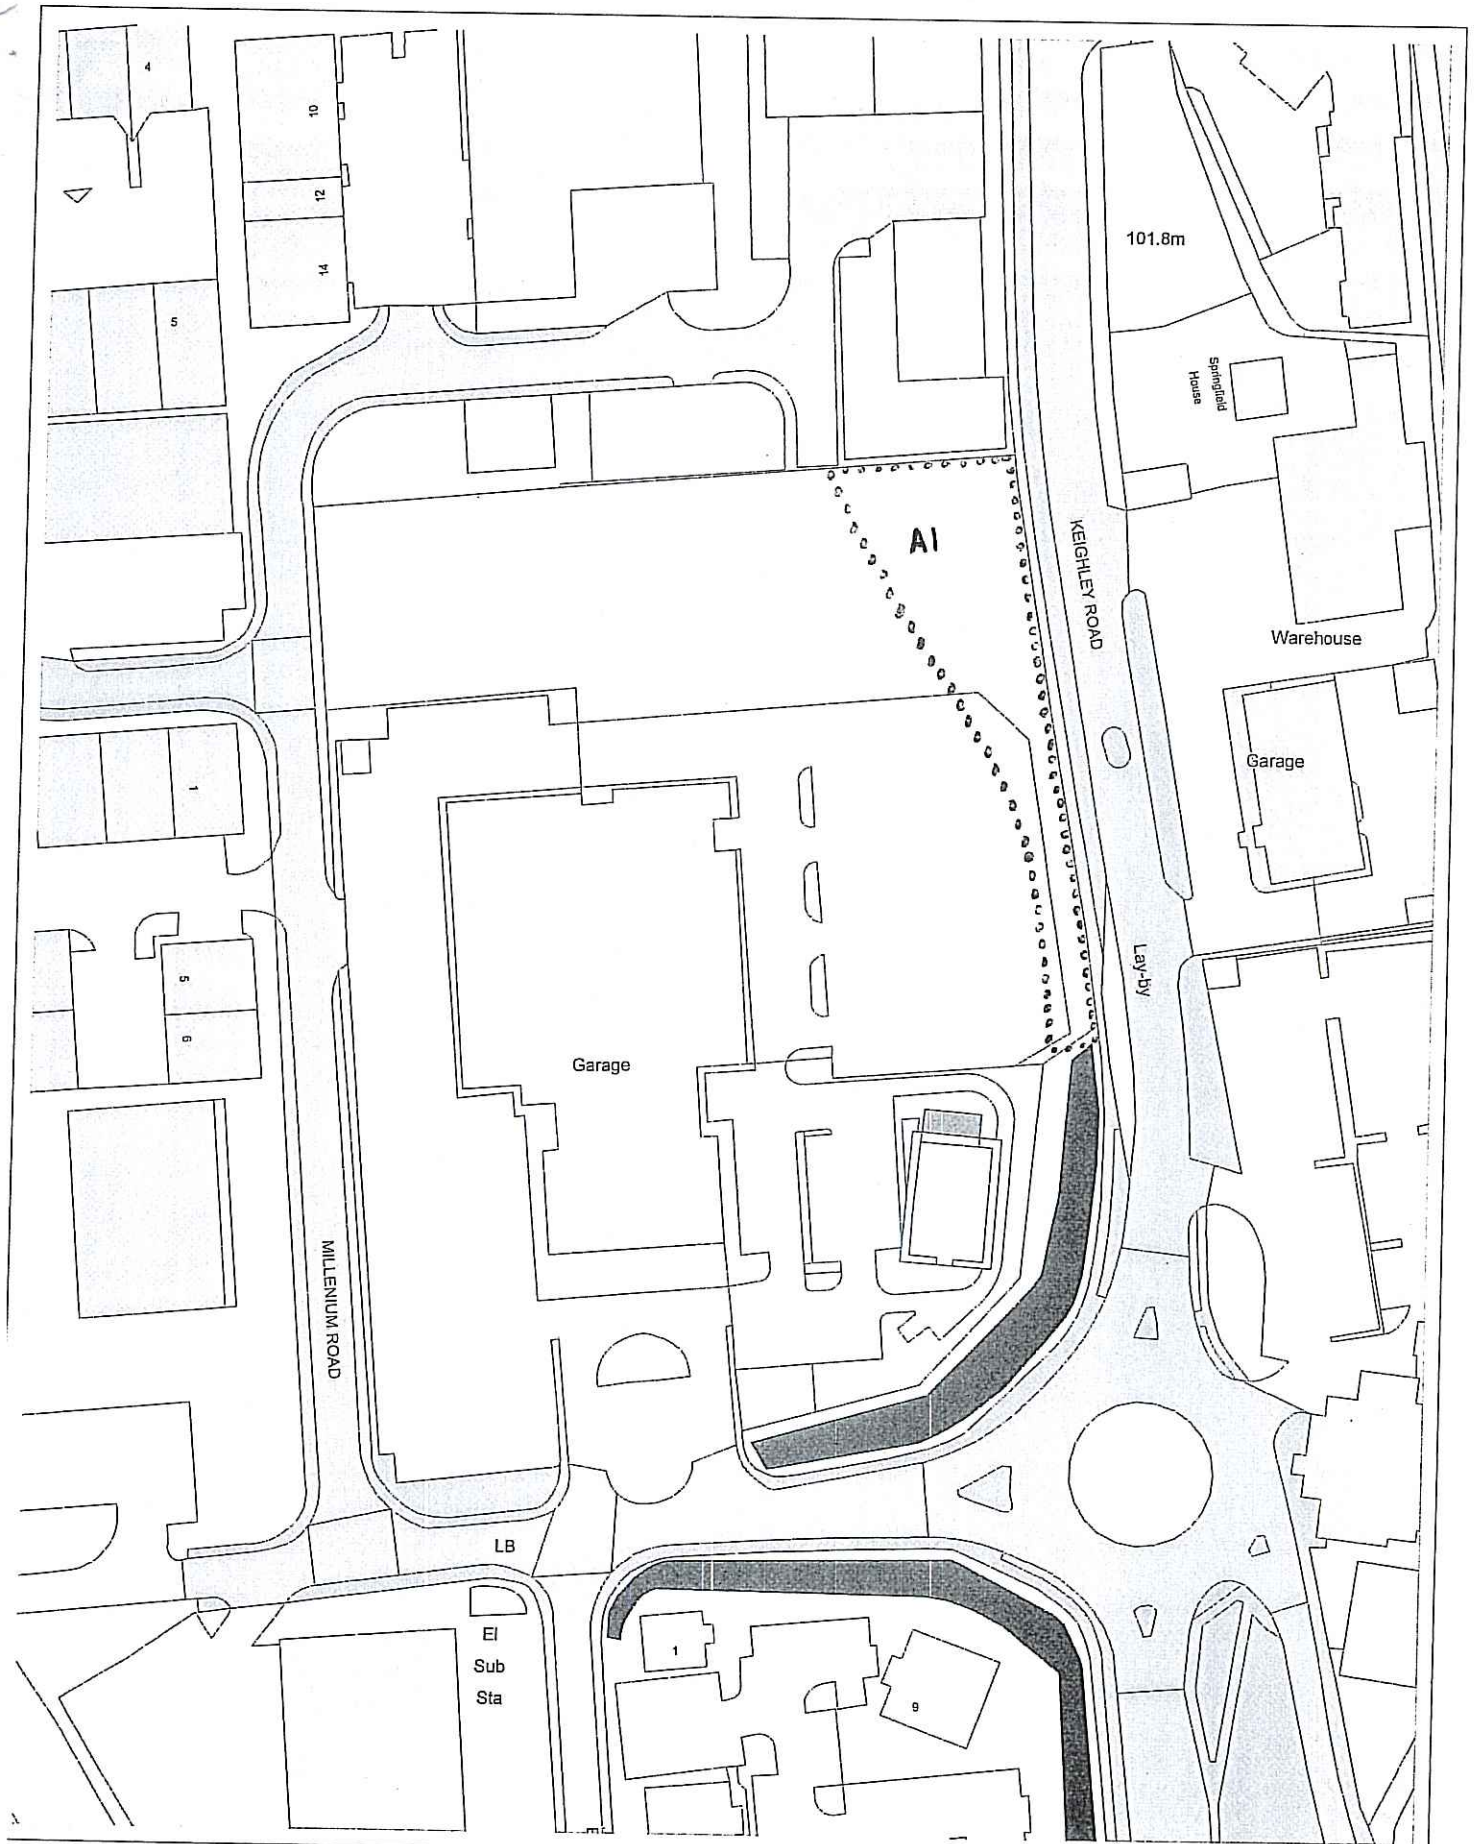 4
10
12
14
5
101.8m
Springfield
House
A1
KEIGHLEY ROAD
Warehouse
Garage
1
Lay-by
5
6
Garage
MILLENIUM ROAD
LB
El
Sub
Sta
1
9